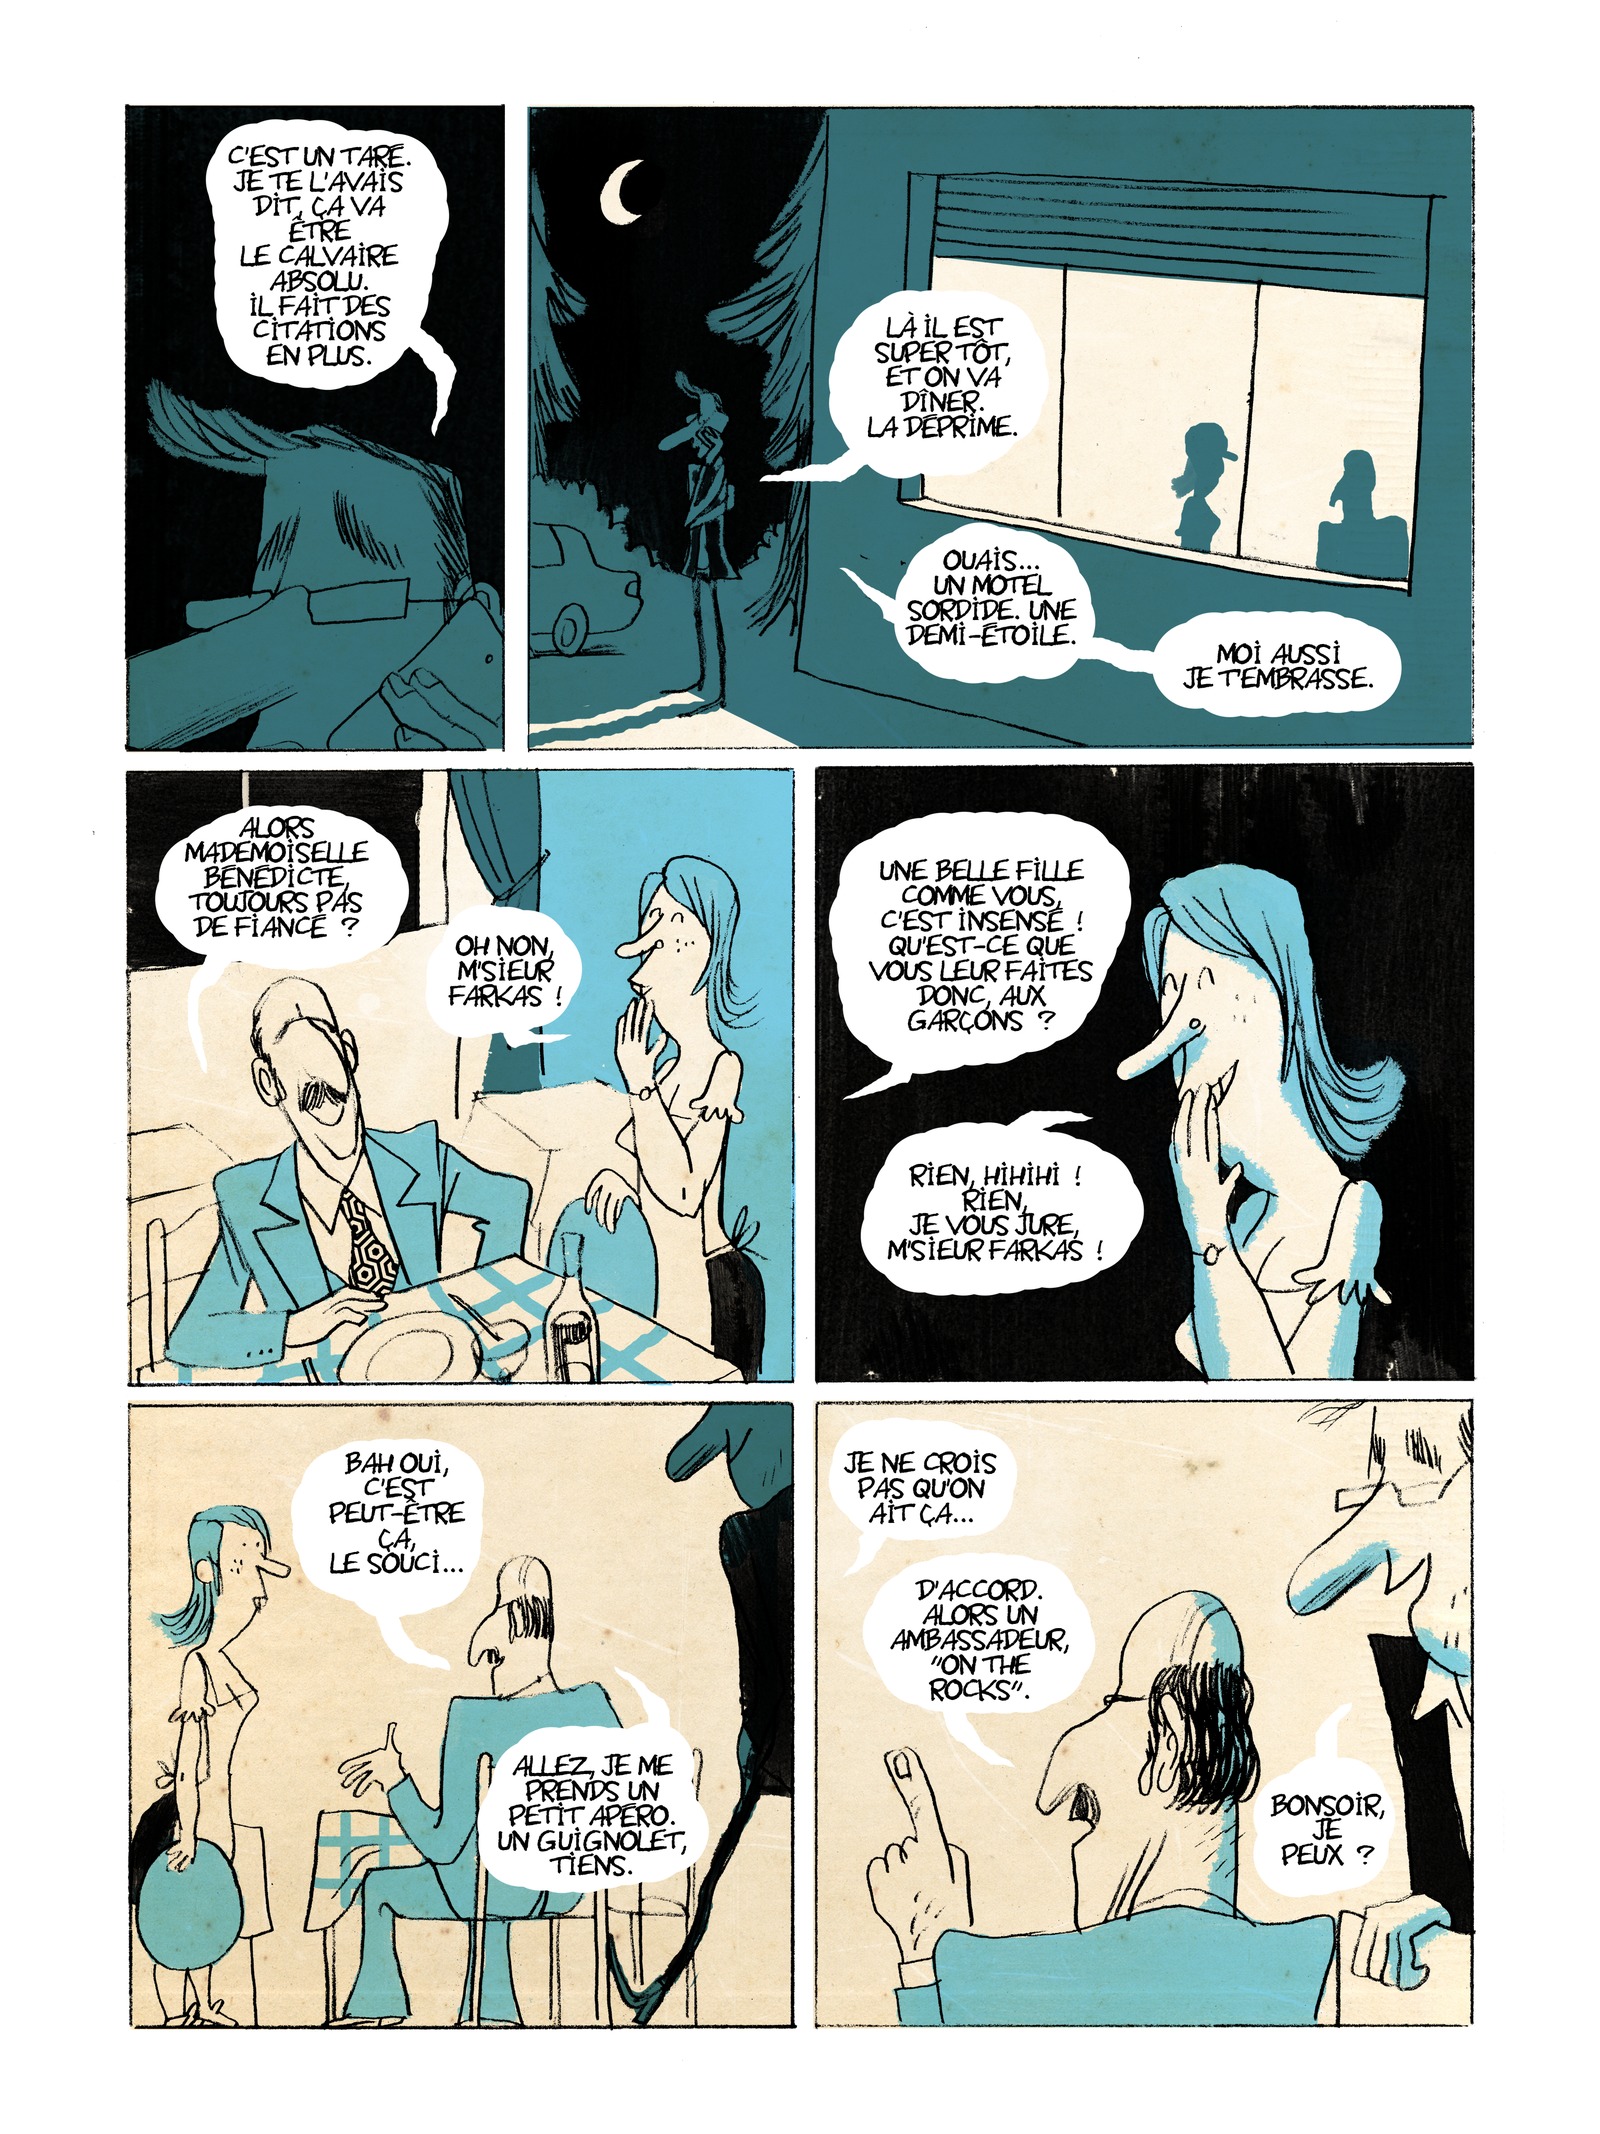 C'EST UN TARÉ.
JE TE L'AVAIS
DIT, ÇA VA
ÊTRE
LE CALVAIRE
ABSOLU.
IL FAIT DES
CITATIONS
EN PLUS.
LÀ IL EST
SUPER TÔT,
ET ON VA
DÎNER.
LA DÉPRIME.
OUAIS...
UN MOTEL
SORDIDE. UNE
DEMI-ÉTOILE.
MOI AUSSI
JE T'EMBRASSE.
ALORS
MADEMOISELLE
BÉNÉDICTE,
TOUJOURS PAS
DE FIANCÉ ?
OH NON,
M'SIEUR
FARKAS !
UNE BELLE FILLE
COMME VOUS,
C'EST INSENSÉ !
QU'EST-CE QUE
VOUS LEUR FAITES
DONC, AUX
GARÇONS ?
RIEN, HIHIHI !
RIEN,
JE VOUS JURE,
M'SIEUR FARKAS !
BAH OUI,
C'EST
PEUT-ÊTRE
ÇA,
LE SOUCI...
ALLEZ, JE ME
PRENDS UN
PETIT APÉRO.
UN GUIGNOLET,
TIENS.
JE NE CROIS
PAS QU'ON
AIT ÇA...
D'ACCORD.
ALORS UN
AMBASSADEUR,
"ON THE
ROCKS".
BONSOIR,
JE
PEUX ?